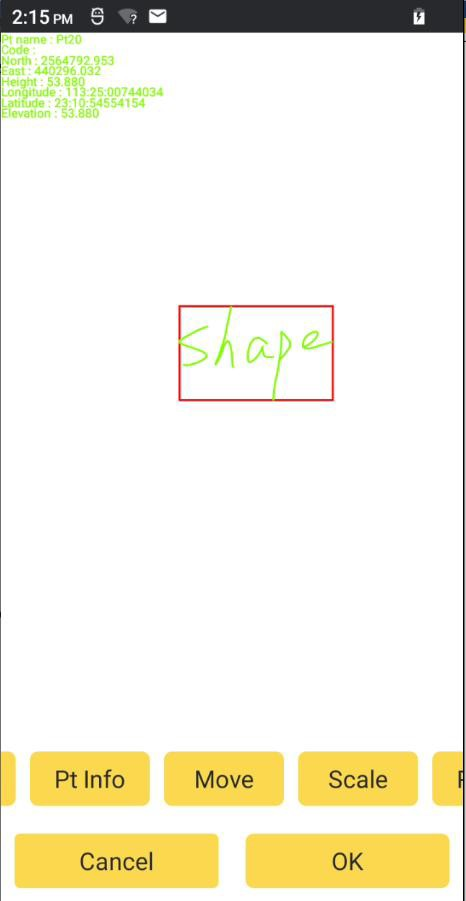 2:15 PM
Pt name : Pt20
Code :
North : 2564792.953
East : 440296.032
Height : 53.880
Longitude : 113:25:00744034
Latitude : 23:10:54554154
Elevation : 53.880
shape
Pt Info Move Scale
Cancel OK